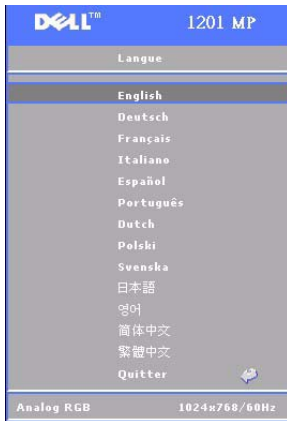 DELL™ 1201 MP
Langue
English
Deutsch
Français
Italiano
Español
Português
Dutch
Polski
Svenska
日本語
영어
简体中文
繁體中文
Quitter
Analog RGB 1024x768/60Hz